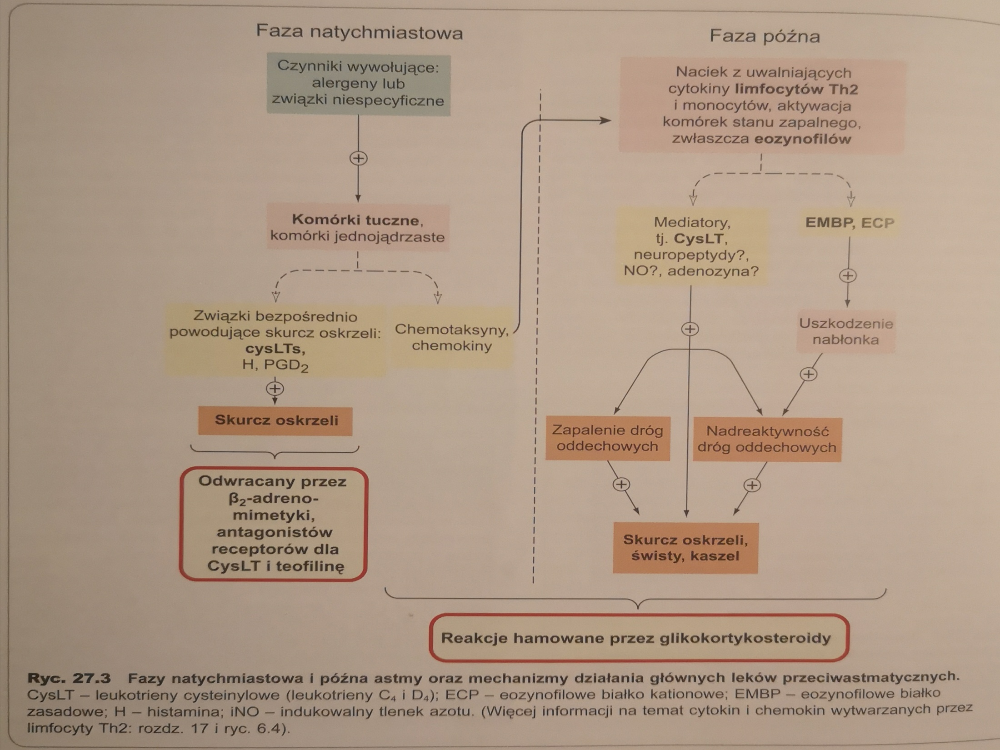 Faza natychmiastowa
Czynniki wywołujące:
alergeny lub
związki niespecyficzne
+
Komórki tuczne,
komórki jednojądrzaste
Związki bezpośrednio
powodujące skurcz oskrzeli:
cysLTs,
H, PGD₂
Chemotaksyny,
chemokiny
+
Skurcz oskrzeli
Odwracany przez
β₂-adreno-
mimetyki,
antagonistów
receptorów dla
CysLT i teofilinę
Faza późna
Naciek z uwalniających
cytokiny limfocytów Th2
i monocytów, aktywacja
komórek stanu zapalnego,
zwłaszcza eozynofilów
Mediatory,
tj. CysLT,
neuropeptydy?,
NO?, adenozyna?
EMBP, ECP
+
Uszkodzenie
nabłonka
+
+
Zapalenie dróg
oddechowych
Nadreaktywność
dróg oddechowych
+
+
Skurcz oskrzeli,
świsty, kaszel
Reakcje hamowane przez glikokortykosteroidy
Ryc. 27.3 Fazy natychmiastowa i późna astmy oraz mechanizmy działania głównych leków przeciwastmatycznych.
CysLT – leukotrieny cysteinylowe (leukotrieny C₄ i D₄); ECP – eozynofilowe białko kationowe; EMBP – eozynofilowe białko
zasadowe; H – histamina; iNO – indukowalny tlenek azotu. (Więcej informacji na temat cytokin i chemokin wytwarzanych przez
limfocyty Th2: rozdz. 17 i ryc. 6.4).